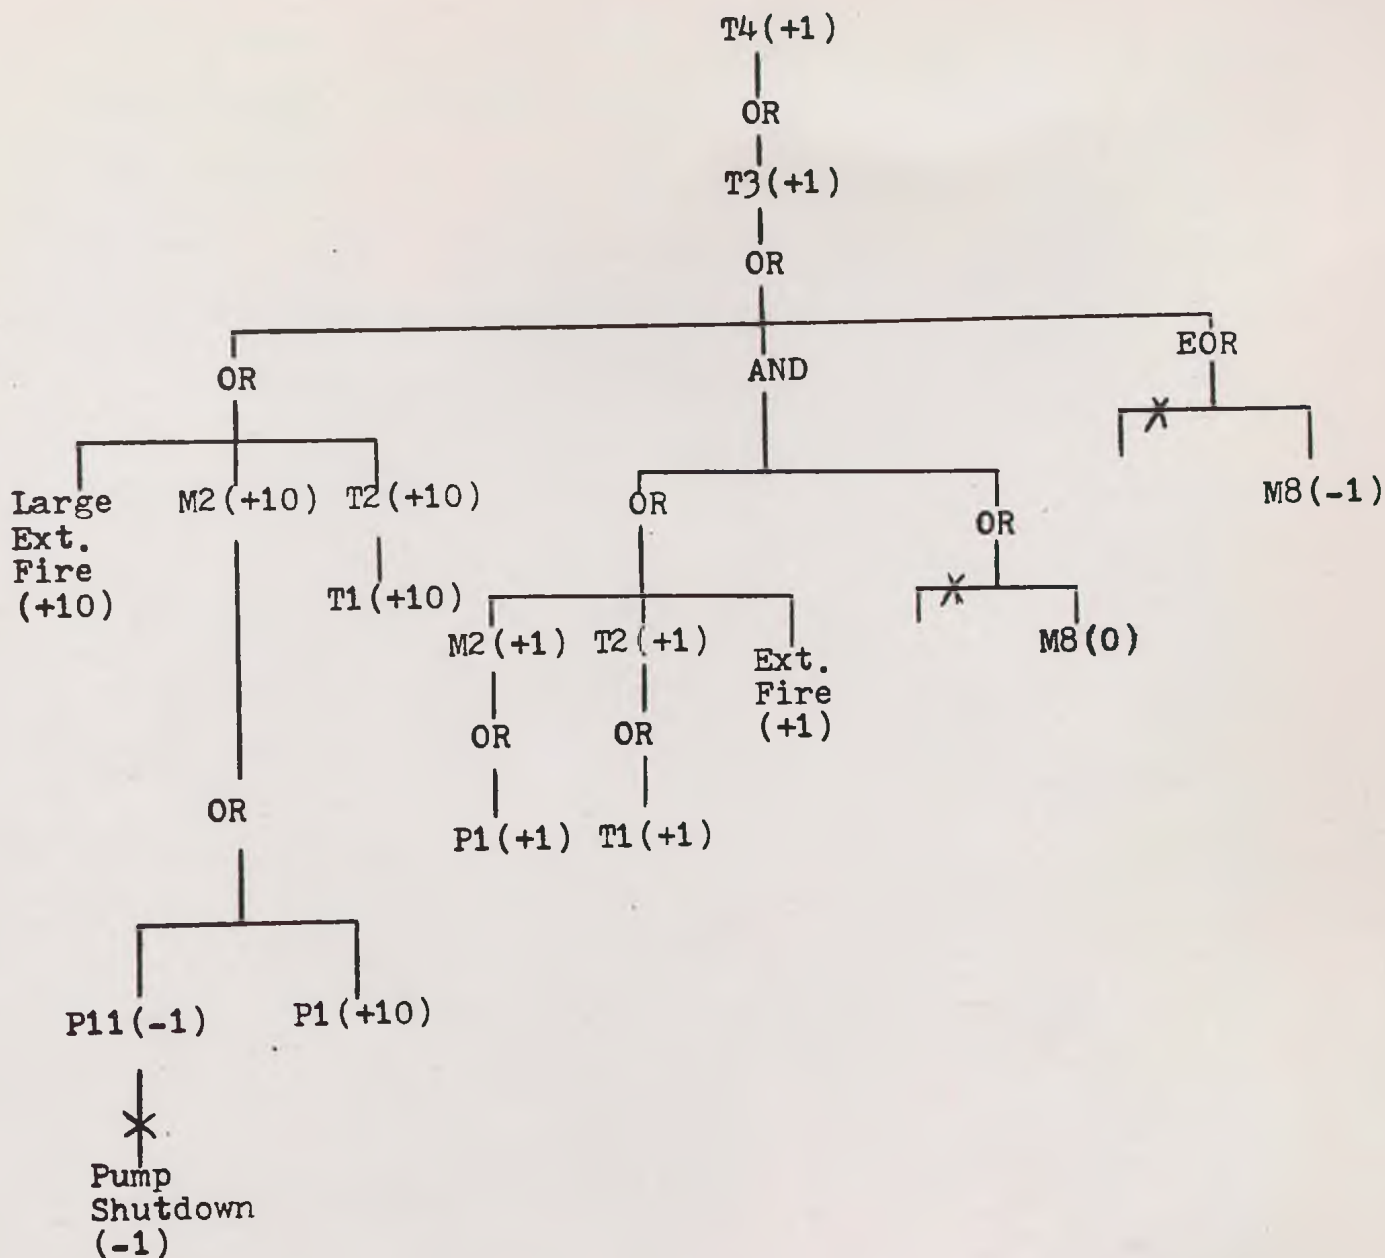 T4(+1)
OR
T3(+1)
OR
OR
AND
EOR
Large
Ext.
Fire
(+10)
M2(+10)
T2(+10)
T1(+10)
OR
OR
M8(-1)
M2(+1)
T2(+1)
Ext.
Fire
(+1)
M8(0)
OR
OR
P1(+1)
T1(+1)
OR
P11(-1)
P1(+10)
Pump
Shutdown
(-1)